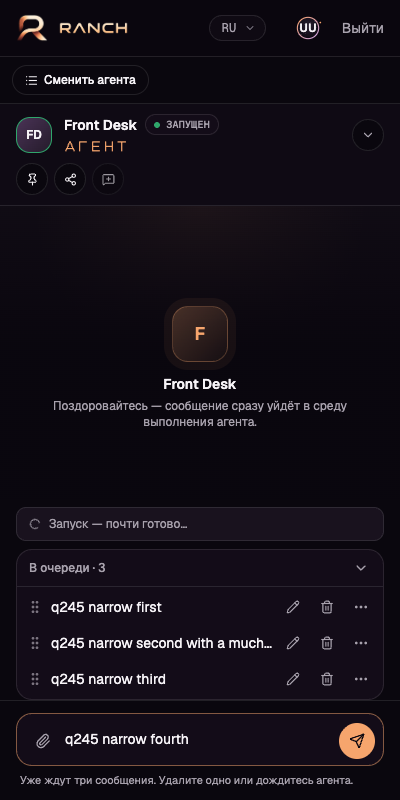 RANCH
RU
UU
Выйти
Сменить агента
FD
Front Desk
ЗАПУЩЕН
АГЕНТ
F
Front Desk
Поздоровайтесь — сообщение сразу уйдёт в среду
выполнения агента.
Запуск — почти готово…
В очереди · 3
q245 narrow first
q245 narrow second with a much…
q245 narrow third
q245 narrow fourth
Уже ждут три сообщения. Удалите одно или дождитесь агента.